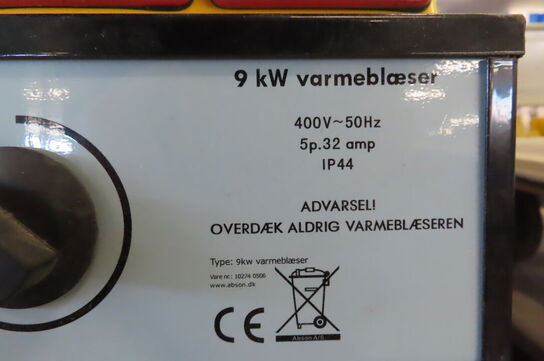 9 kW varmeblæser
400V~50Hz
5p.32 amp
IP44
ADVARSEL!
OVERDÆK ALDRIG VARMEBLÆSEREN
Type: 9kw varmeblæser
Vare nr.: 10274 0506
www.abson.dk
CE
Abson A/S